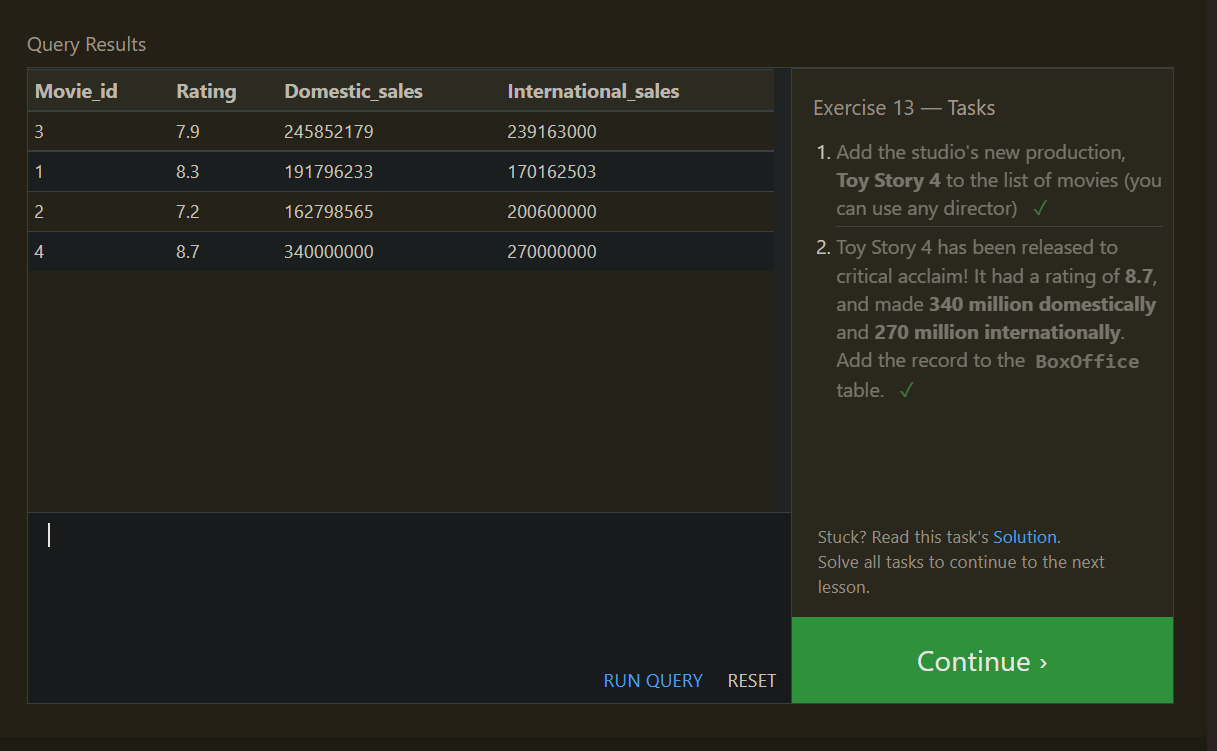 Query Results
Movie_id Rating Domestic_sales International_sales
3 7.9 245852179 239163000
1 8.3 191796233 170162503
2 7.2 162798565 200600000
4 8.7 340000000 270000000
RUN QUERY RESET
Exercise 13 — Tasks
1. Add the studio's new production,
Toy Story 4 to the list of movies (you
can use any director) ✓
2. Toy Story 4 has been released to
critical acclaim! It had a rating of 8.7,
and made 340 million domestically
and 270 million internationally.
Add the record to the BoxOffice
table. ✓
Stuck? Read this task's Solution.
Solve all tasks to continue to the next
lesson.
Continue ›